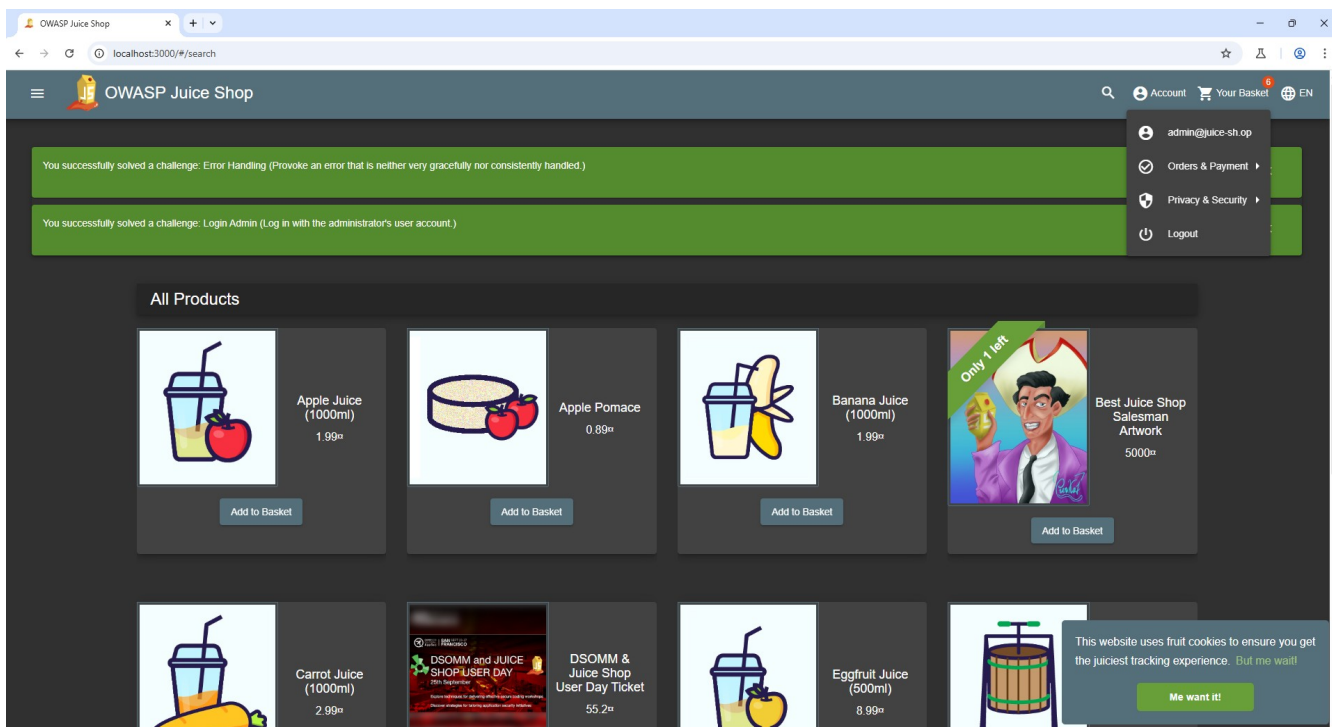 OWASP Juice Shop
localhost:3000/#/search
OWASP Juice Shop
Account
6
Your Basket
EN
admin@juice-sh.op
Orders & Payment
Privacy & Security
Logout
You successfully solved a challenge: Error Handling (Provoke an error that is neither very gracefully nor consistently handled.)
You successfully solved a challenge: Login Admin (Log in with the administrator's user account.)
All Products
Apple Juice
(1000ml)
1.99¤
Add to Basket
Apple Pomace
0.89¤
Add to Basket
Banana Juice
(1000ml)
1.99¤
Add to Basket
Only 1 left
Best Juice Shop
Salesman
Artwork
5000¤
Add to Basket
Carrot Juice
(1000ml)
2.99¤
DSOMM and JUICE
SHOP USER DAY
25th September
DSOMM &
Juice Shop
User Day Ticket
55.2¤
Eggfruit Juice
(500ml)
8.99¤
This website uses fruit cookies to ensure you get
the juiciest tracking experience. But me wait!
Me want it!